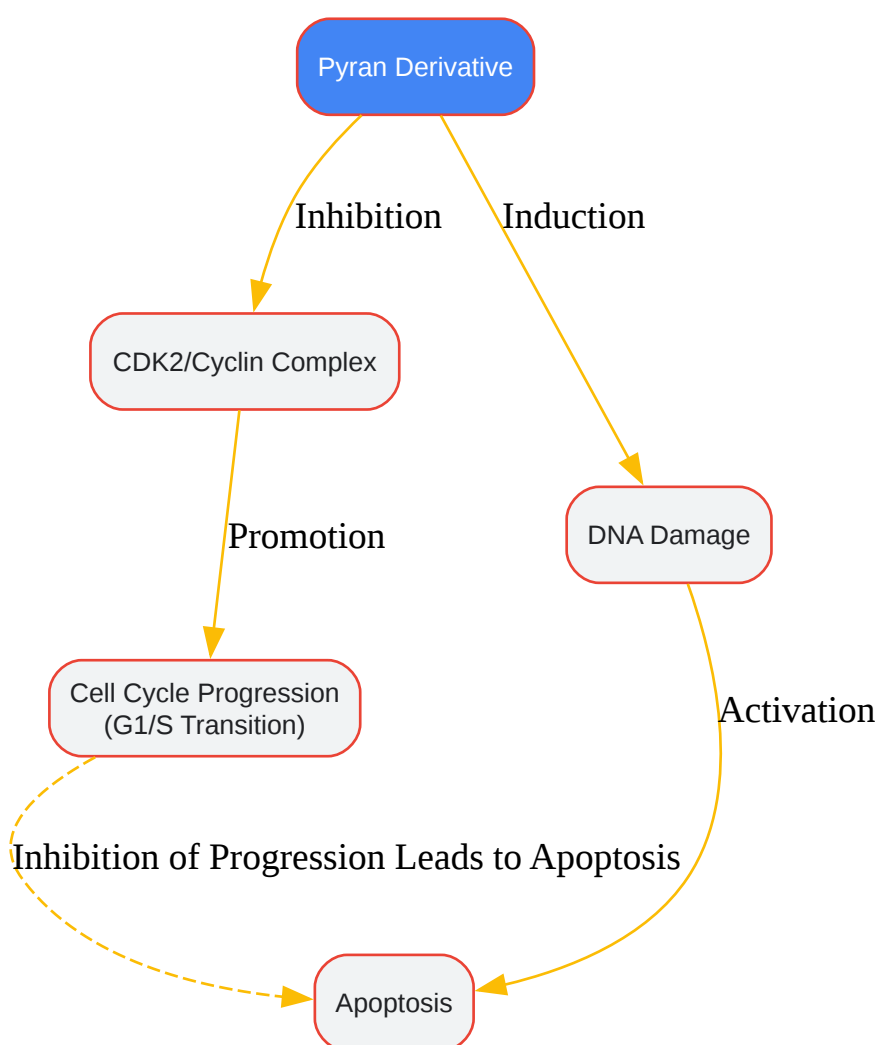 Pyran Derivative
Inhibition
Induction
CDK2/Cyclin Complex
Promotion
DNA Damage
Cell Cycle Progression
(G1/S Transition)
Activation
Inhibition of Progression Leads to Apoptosis
Apoptosis